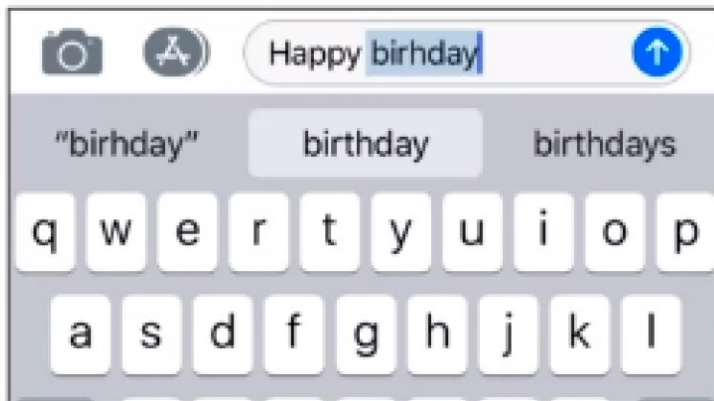 Happy birhday
“birhday” birthday birthdays
q w e r t y u i o p
a s d f g h j k l